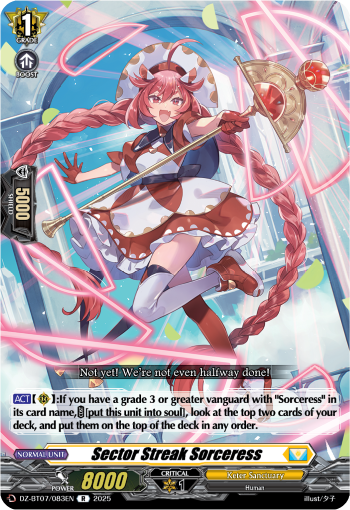 1
GRADE
BOOST
5000
SHIELD
Not yet! We're not even halfway done!
ACT【 】:If you have a grade 3 or greater vanguard with "Sorceress" in
its card name, [put this unit into soul], look at the top two cards of your
deck, and put them on the top of the deck in any order.
NORMAL UNIT
Sector Streak Sorceress
POWER 8000
CRITICAL
1
Keter Sanctuary
Human
DZ-BT07/083EN R 2025
illust/タ子